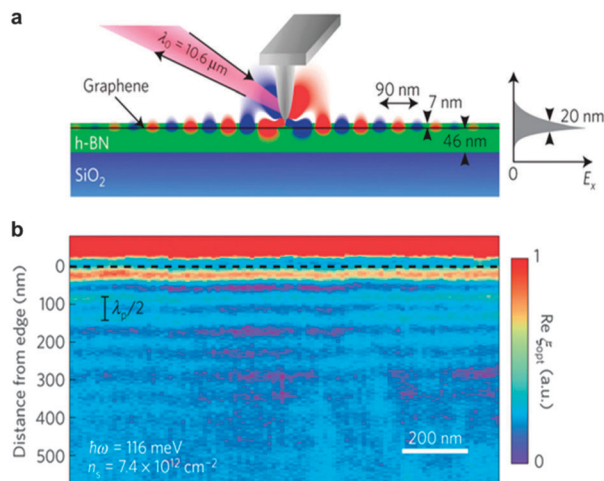 a
λ₀ = 10.6 μm
Graphene
90 nm
7 nm
20 nm
h-BN
46 nm
SiO₂
0
Eₓ
b
0
100
200
300
400
500
Distance from edge (nm)
λₚ/2
ħω = 116 meV
nₛ = 7.4 × 10¹² cm⁻²
200 nm
1
0
Re ξₒₚₜ (a.u.)